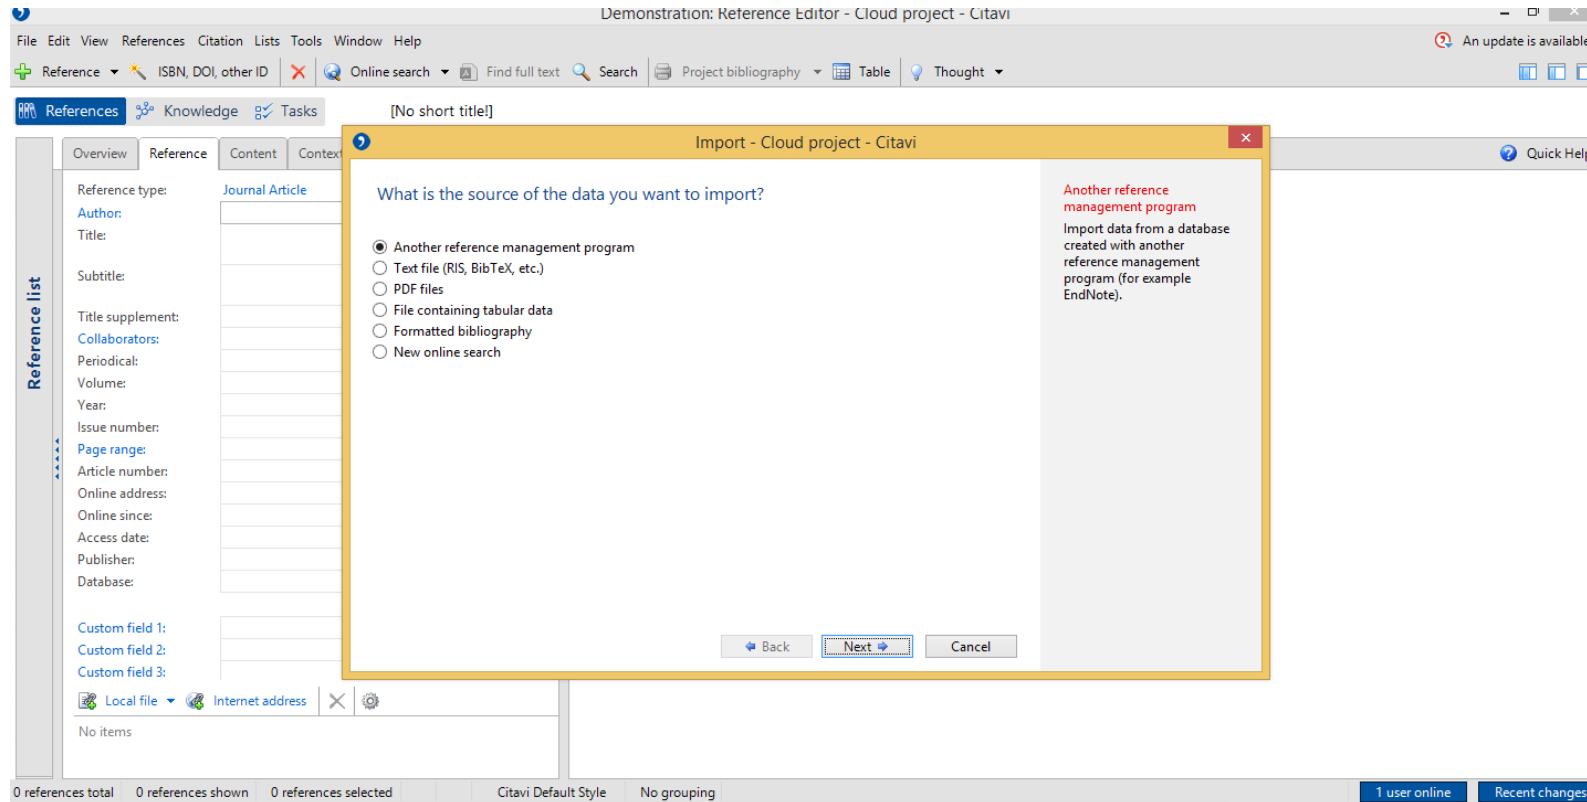 Demonstration: Reference Editor - Cloud project - Citavi
File Edit View References Citation Lists Tools Window Help
An update is available
Reference ISBN, DOI, other ID Online search Find full text Search Project bibliography Table Thought
References Knowledge Tasks [No short title!]
Import - Cloud project - Citavi
Overview Reference Content Context
Quick Help
Reference list
Reference type: Journal Article
Author:
Title:
Subtitle:
Title supplement:
Collaborators:
Periodical:
Volume:
Year:
Issue number:
Page range:
Article number:
Online address:
Online since:
Access date:
Publisher:
Database:
Custom field 1:
Custom field 2:
Custom field 3:
Local file Internet address
No items
What is the source of the data you want to import?
Another reference management program
Text file (RIS, BibTeX, etc.)
PDF files
File containing tabular data
Formatted bibliography
New online search
Back Next Cancel
Another reference
management program
Import data from a database
created with another
reference management
program (for example
EndNote).
0 references total 0 references shown 0 references selected Citavi Default Style No grouping 1 user online Recent changes